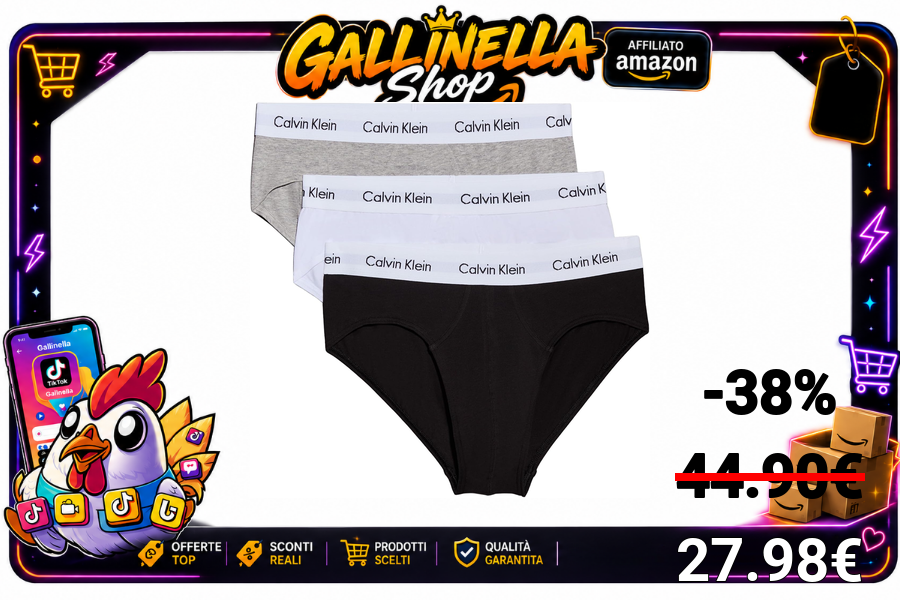 GALLINELLA
Shop
AFFILIATO
amazon
Calvin Klein Calvin Klein Calvin Klein Calv
Klein Calvin Klein Calvin Klein Calvin K
ein Calvin Klein Calvin Klein Calvin Klein
Gallinella
TikTok
Gallinella
-38%
44.90€
27.98€
OFFERTE
TOP
SCONTI
REALI
PRODOTTI
SCELTI
QUALITÀ
GARANTITA